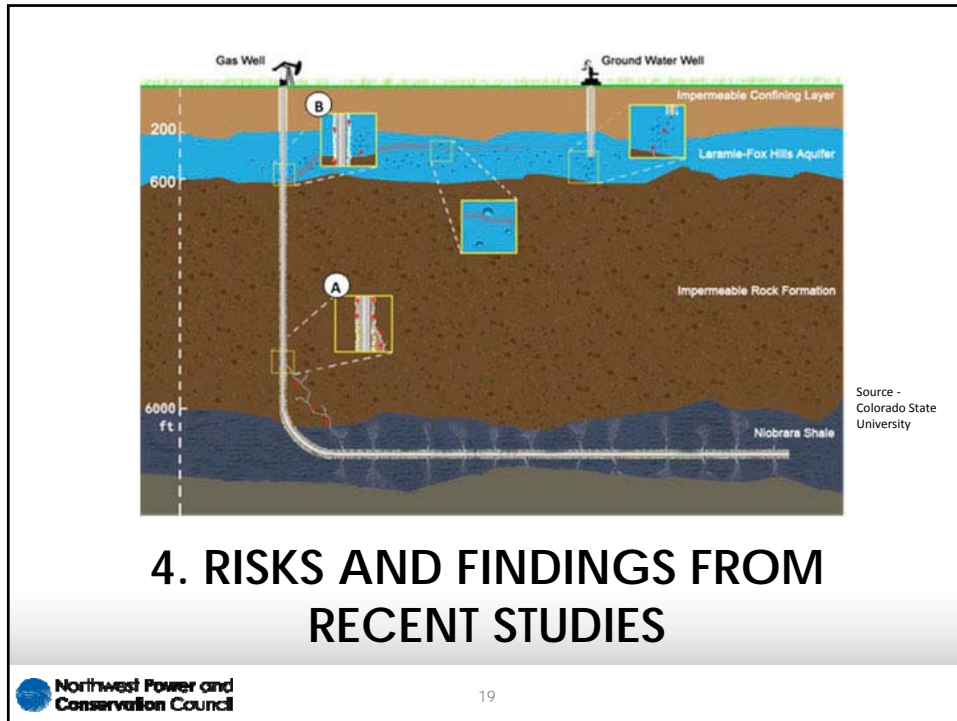 Gas Well
Ground Water Well
Impermeable Confining Layer
B
200
Laramie-Fox Hills Aquifer
600
Impermeable Rock Formation
A
Source -
Colorado State
University
6000
ft
Niobrara Shale
4. RISKS AND FINDINGS FROM
RECENT STUDIES
Northwest Power and
Conservation Council
19